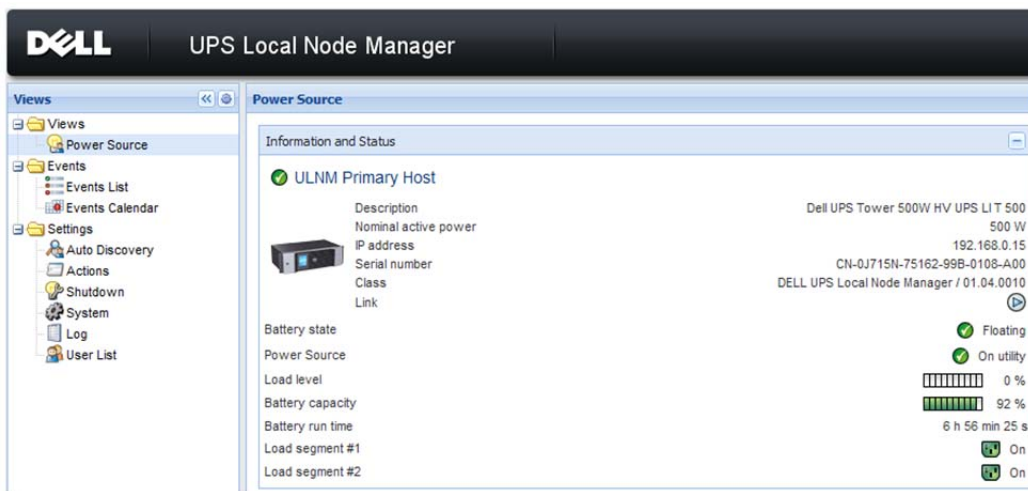 DELL
UPS Local Node Manager
Views
Views
Power Source
Events
Events List
Events Calendar
Settings
Auto Discovery
Actions
Shutdown
System
Log
User List
Power Source
Information and Status
ULNM Primary Host
Description Dell UPS Tower 500W HV UPS LI T 500
Nominal active power 500 W
IP address 192.168.0.15
Serial number CN-0J715N-75162-99B-0108-A00
Class DELL UPS Local Node Manager / 01.04.0010
Link
Battery state Floating
Power Source On utility
Load level 0 %
Battery capacity 92 %
Battery run time 6 h 56 min 25 s
Load segment #1 On
Load segment #2 On